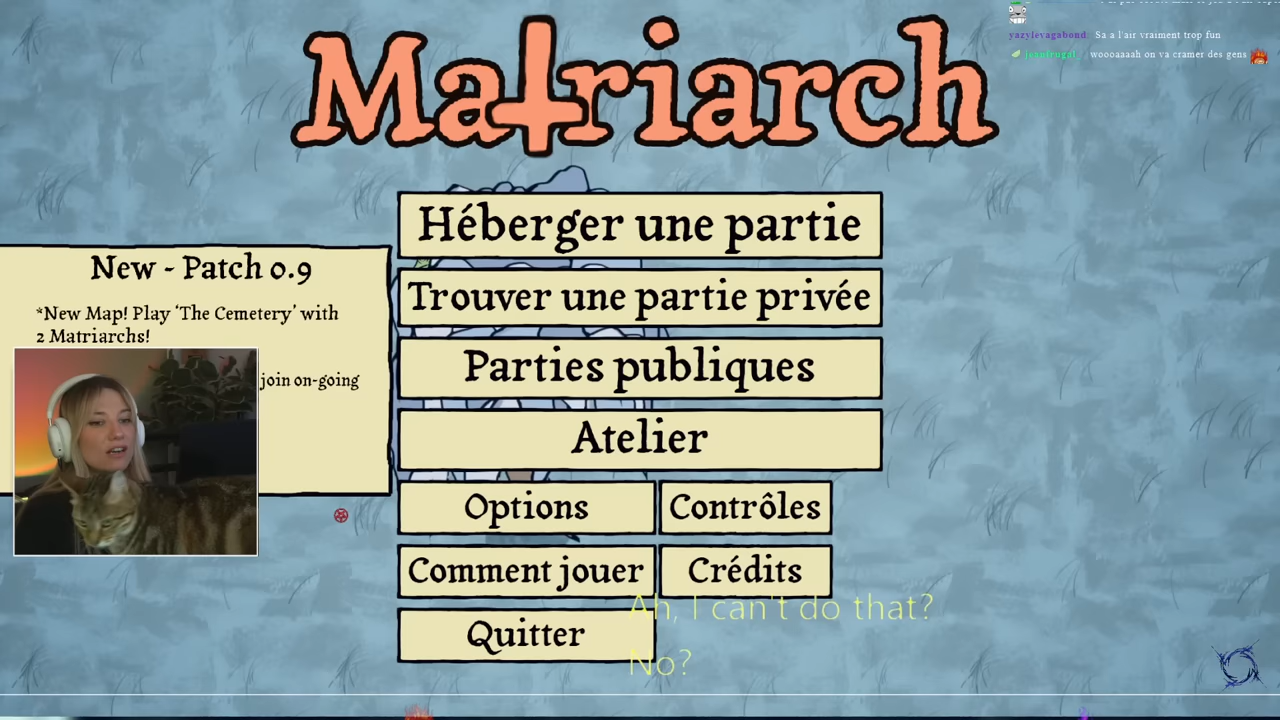 yazylevagabond: Sa a l'air vraiment trop fun
woooaaaah on va cramer des gens
Matriarch
Héberger une partie
Trouver une partie privée
Parties publiques
Atelier
Options
Contrôles
Comment jouer
Crédits
Quitter
New - Patch 0.9
*New Map! Play ‘The Cemetery’ with
2 Matriarchs!
join on-going
Ah, I can't do that?
No?